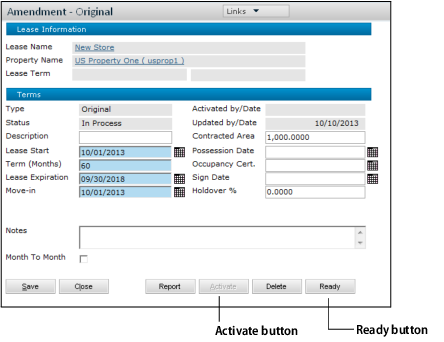 Amendment - Original Links
Lease Information
Lease Name New Store
Property Name US Property One ( usprop1 )
Lease Term
Terms
Type Original Activated by/Date
Status In Process Updated by/Date 10/10/2013
Description Contracted Area 1,000.0000
Lease Start 10/01/2013 Possession Date
Term (Months) 60 Occupancy Cert.
Lease Expiration 09/30/2018 Sign Date
Move-in 10/01/2013 Holdover % 0.0000
Notes
Month To Month
Save Close Report Activate Delete Ready
Activate button Ready button